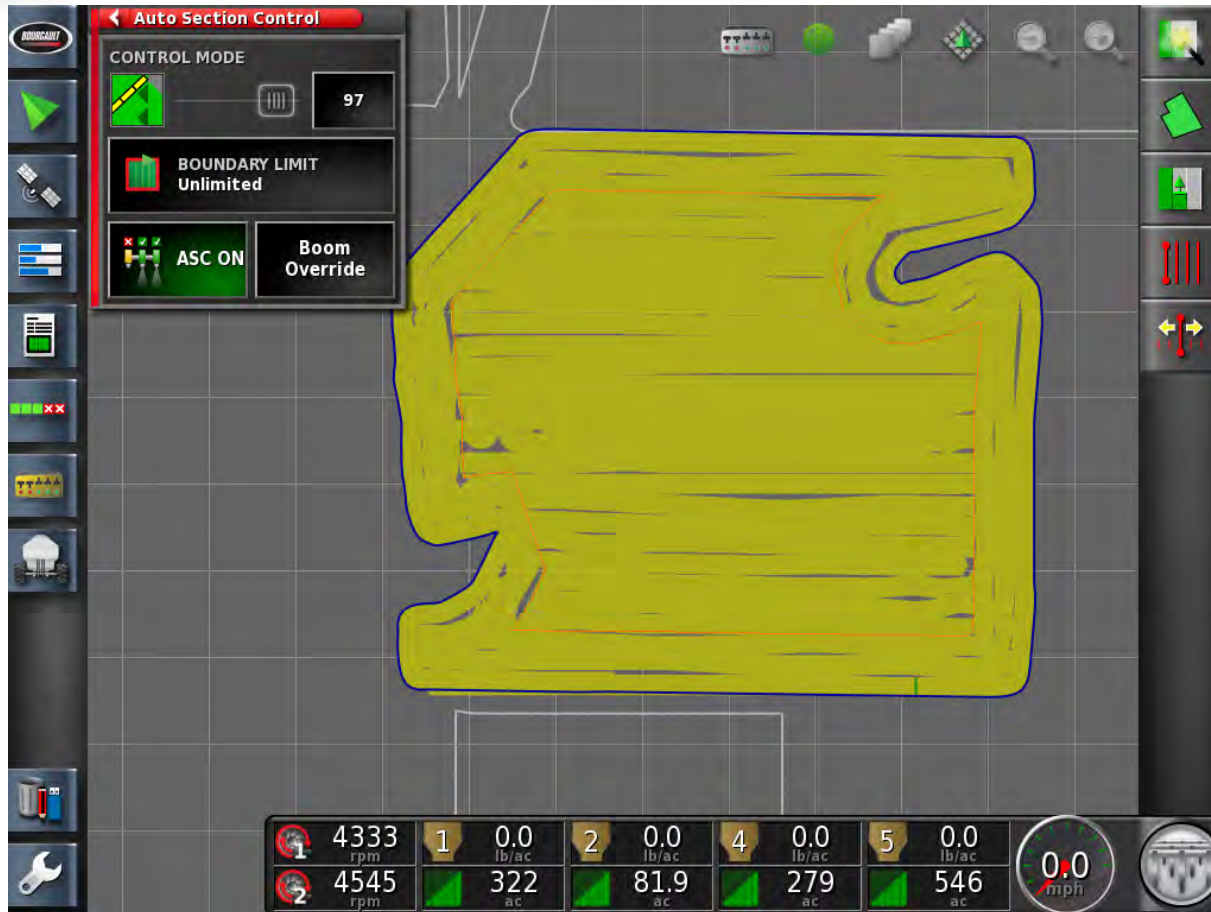 BOURGAULT
Auto Section Control
CONTROL MODE
97
BOUNDARY LIMIT
Unlimited
ASC ON
Boom
Override
1
4333
rpm
1
0.0
lb/ac
2
0.0
lb/ac
4
0.0
lb/ac
5
0.0
lb/ac
0.0
mph
2
4545
rpm
322
ac
81.9
ac
279
ac
546
ac